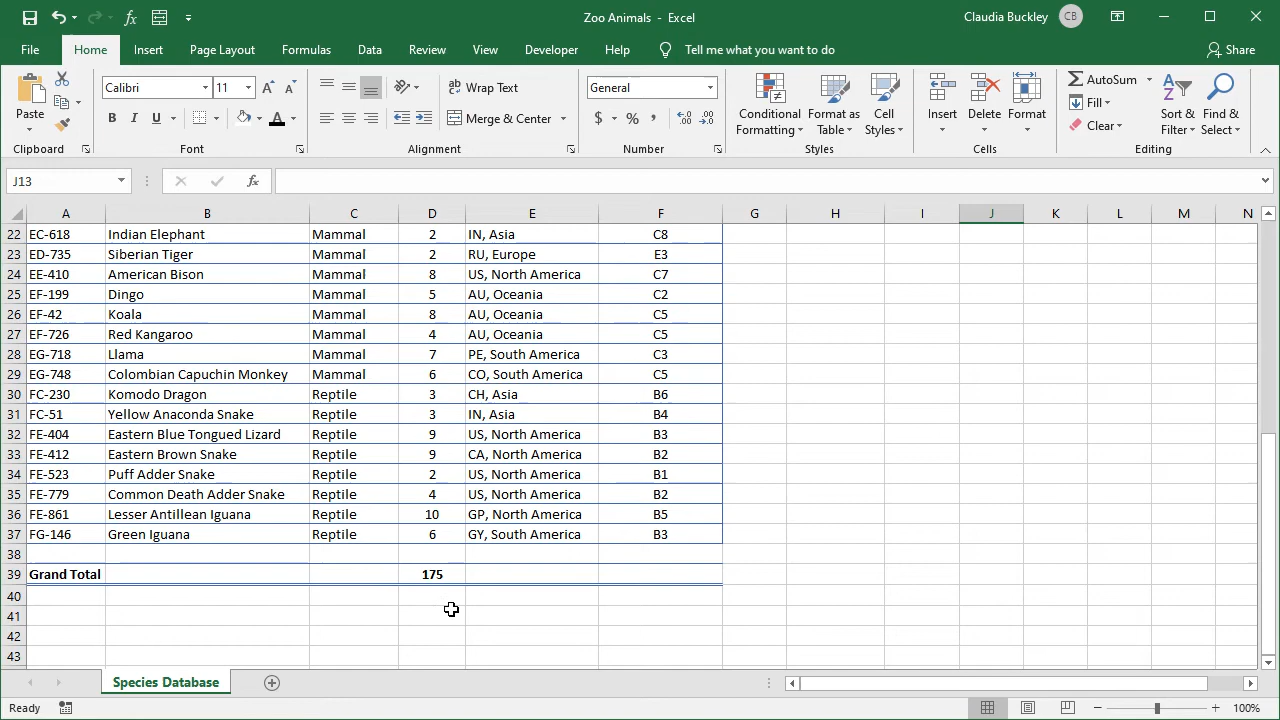 Zoo Animals - Excel
Claudia Buckley CB
File Home Insert Page Layout Formulas Data Review View Developer Help Tell me what you want to do Share
Paste
Clipboard
Calibri 11
B I U
Font
Wrap Text
Merge & Center
Alignment
General
$ % ,
Number
Conditional Formatting
Format as Table
Cell Styles
Styles
Insert Delete Format
Cells
AutoSum
Fill
Clear
Sort & Filter
Find & Select
Editing
J13 fx
A B C D E F G H I J K L M N
22 EC-618 Indian Elephant Mammal 2 IN, Asia C8
23 ED-735 Siberian Tiger Mammal 2 RU, Europe E3
24 EE-410 American Bison Mammal 8 US, North America C7
25 EF-199 Dingo Mammal 5 AU, Oceania C2
26 EF-42 Koala Mammal 8 AU, Oceania C5
27 EF-726 Red Kangaroo Mammal 4 AU, Oceania C5
28 EG-718 Llama Mammal 7 PE, South America C3
29 EG-748 Colombian Capuchin Monkey Mammal 6 CO, South America C5
30 FC-230 Komodo Dragon Reptile 3 CH, Asia B6
31 FC-51 Yellow Anaconda Snake Reptile 3 IN, Asia B4
32 FE-404 Eastern Blue Tongued Lizard Reptile 9 US, North America B3
33 FE-412 Eastern Brown Snake Reptile 9 CA, North America B2
34 FE-523 Puff Adder Snake Reptile 2 US, North America B1
35 FE-779 Common Death Adder Snake Reptile 4 US, North America B2
36 FE-861 Lesser Antillean Iguana Reptile 10 GP, North America B5
37 FG-146 Green Iguana Reptile 6 GY, South America B3
38
39 Grand Total 175
40
41
42
43
Species Database
Ready 100%